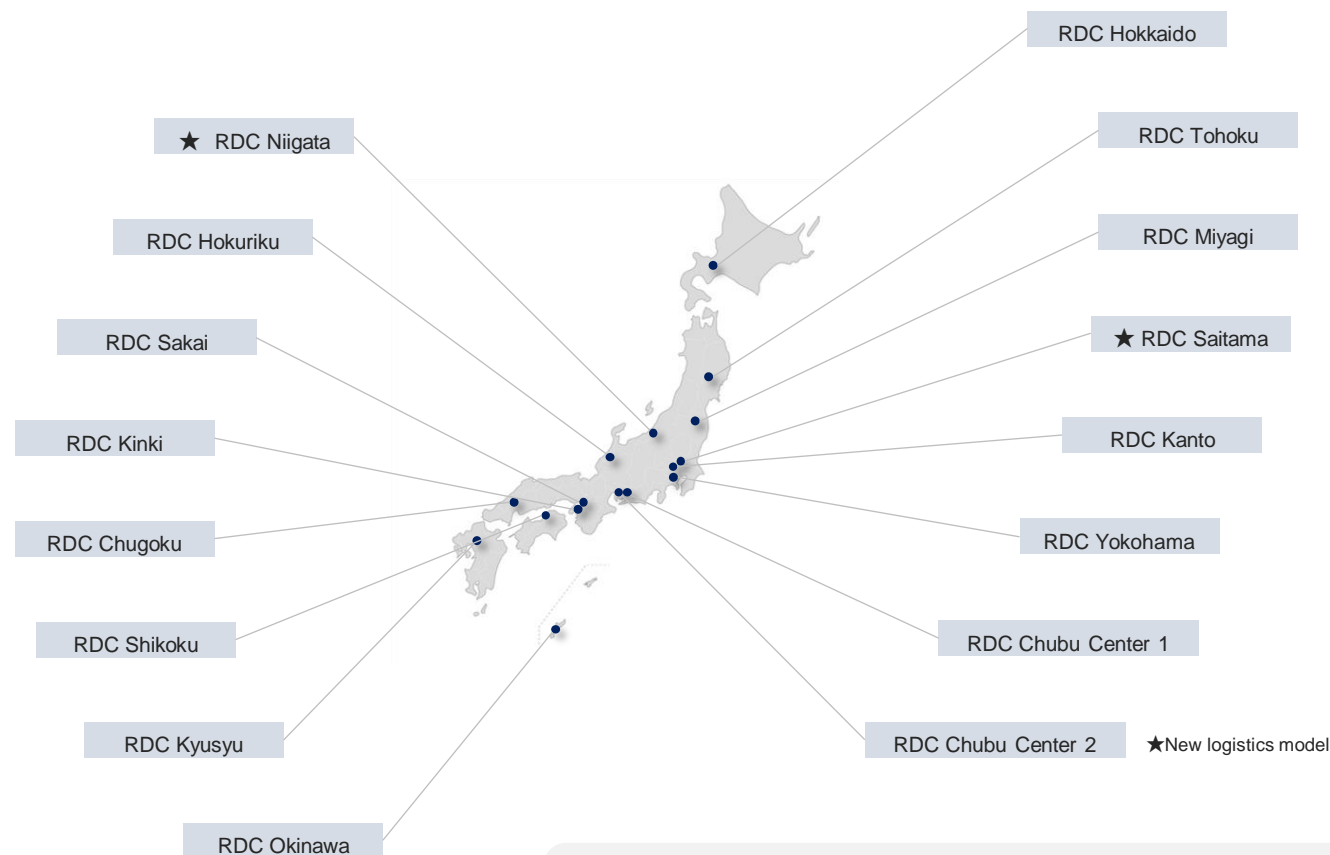 RDC Hokkaido
★ RDC Niigata
RDC Tohoku
RDC Hokuriku
RDC Miyagi
RDC Sakai
★ RDC Saitama
RDC Kinki
RDC Kanto
RDC Chugoku
RDC Yokohama
RDC Shikoku
RDC Chubu Center 1
RDC Kyusyu
RDC Chubu Center 2
★New logistics model
RDC Okinawa